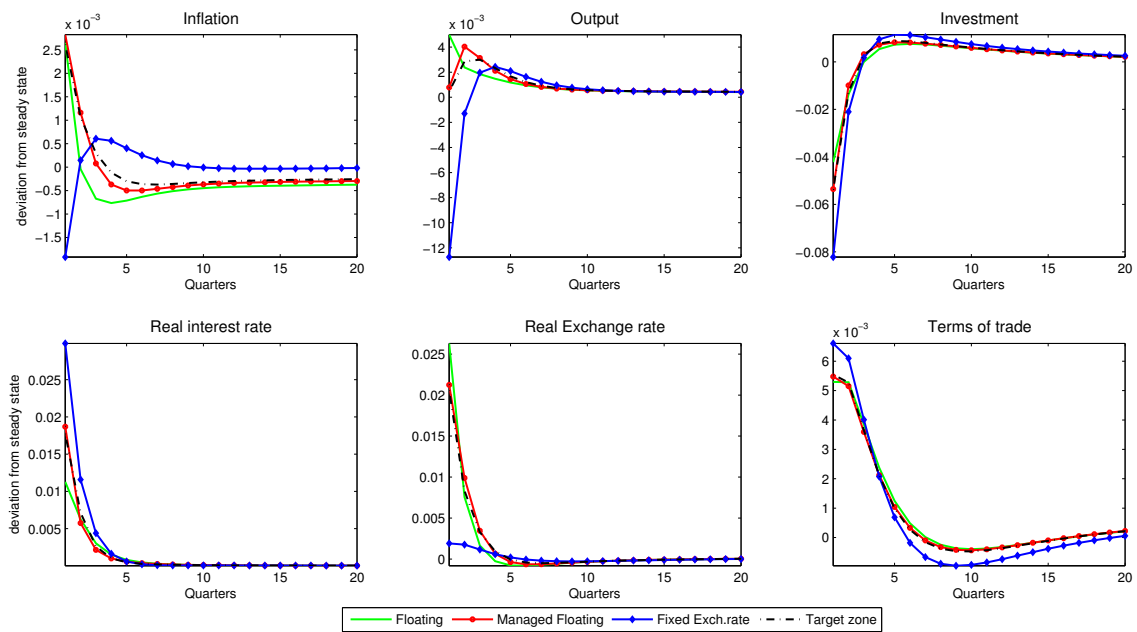 Inflation
Output
Investment
x 10⁻³
x 10⁻³
deviation from steady state
2.5
2
1.5
1
0.5
0
−0.5
−1
−1.5
4
2
0
−2
−4
−6
−8
−10
−12
0
−0.02
−0.04
−0.06
−0.08
5 10 15 20
5 10 15 20
5 10 15 20
Quarters
Quarters
Quarters
Real interest rate
Real Exchange rate
Terms of trade
x 10⁻³
deviation from steady state
0.025
0.02
0.015
0.01
0.005
0.025
0.02
0.015
0.01
0.005
0
6
5
4
3
2
1
0
5 10 15 20
5 10 15 20
5 10 15 20
Quarters
Quarters
Quarters
Floating Managed Floating Fixed Exch.rate Target zone